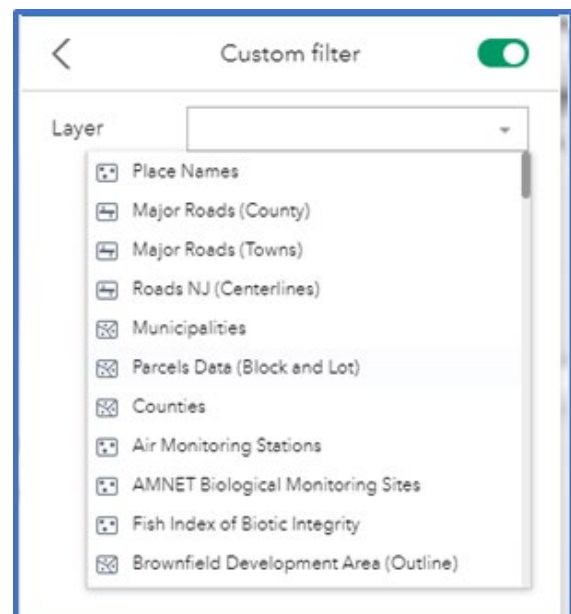 Custom filter
Layer
Place Names
Major Roads (County)
Major Roads (Towns)
Roads NJ (Centerlines)
Municipalities
Parcels Data (Block and Lot)
Counties
Air Monitoring Stations
AMNET Biological Monitoring Sites
Fish Index of Biotic Integrity
Brownfield Development Area (Outline)